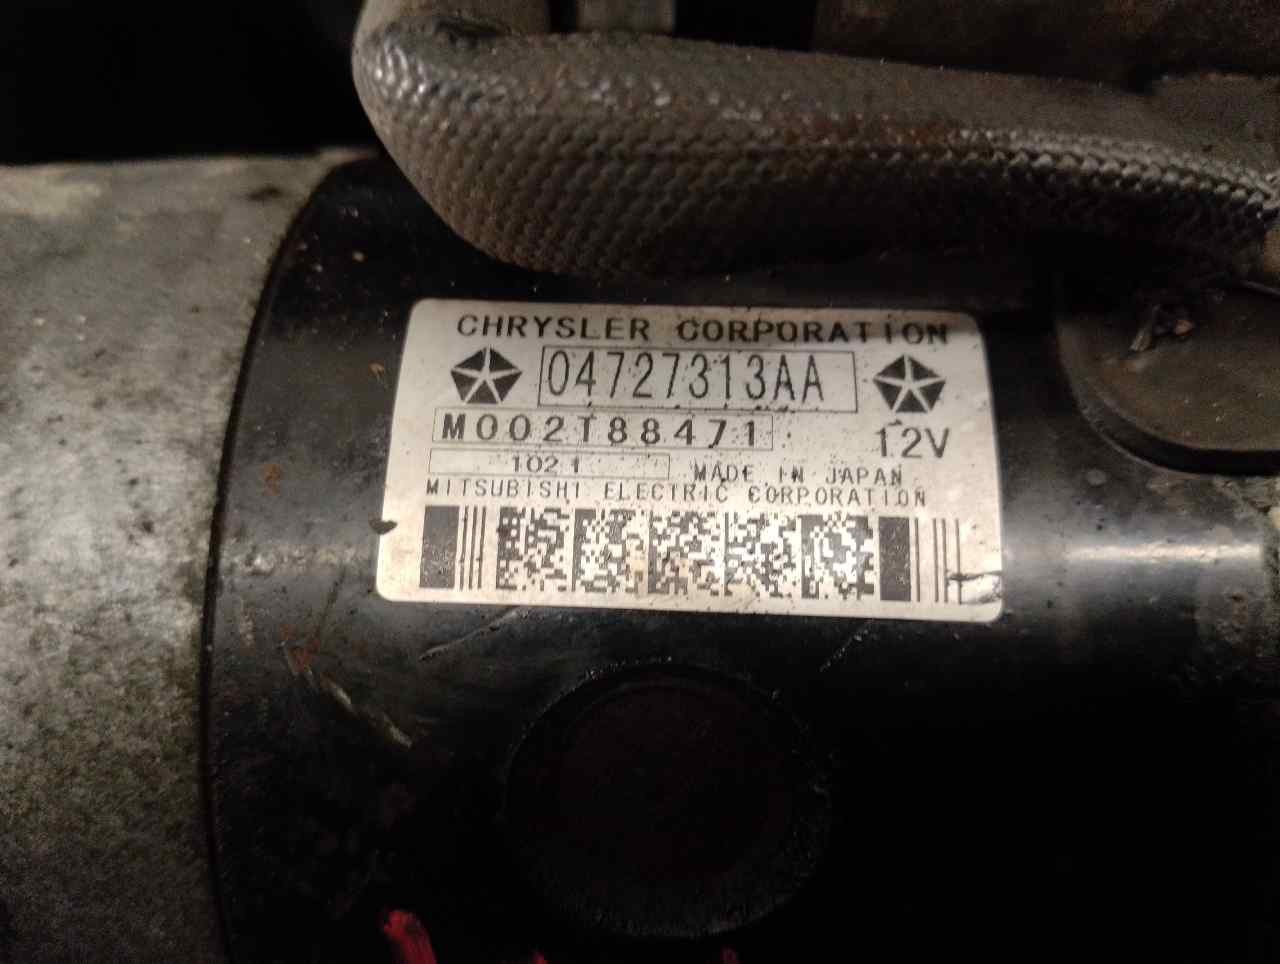 CHRYSLER CORPORATION
04727313AA
M002T88471
12V
1021
MADE IN JAPAN
MITSUBISHI ELECTRIC CORPORATION